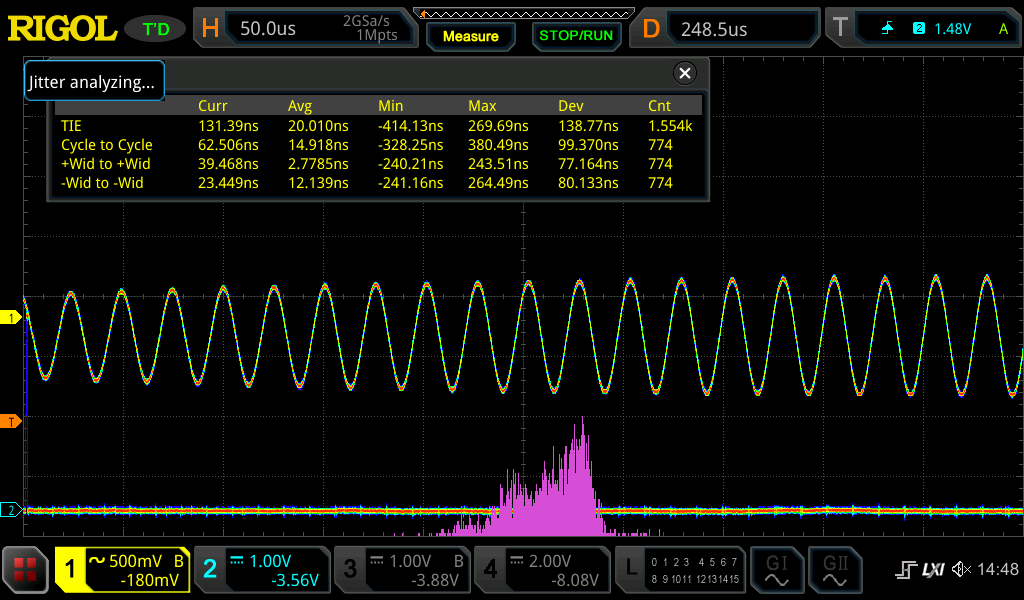 RIGOL T'D H 50.0us 2GSa/s 1Mpts Measure STOP/RUN D 248.5us T 2 1.48V A
Jitter analyzing...
Curr Avg Min Max Dev Cnt
TIE 131.39ns 20.010ns -414.13ns 269.69ns 138.77ns 1.554k
Cycle to Cycle 62.506ns 14.918ns -328.25ns 380.49ns 99.370ns 774
+Wid to +Wid 39.468ns 2.7785ns -240.21ns 243.51ns 77.164ns 774
-Wid to -Wid 23.449ns 12.139ns -241.16ns 264.49ns 80.133ns 774
1
T
2
1 500mV B -180mV
2 1.00V -3.56V
3 1.00V B -3.88V
4 2.00V -8.08V
L 0 1 2 3 4 5 6 7
8 9 10 11 12 13 14 15
GI
GII
LXI 14:48